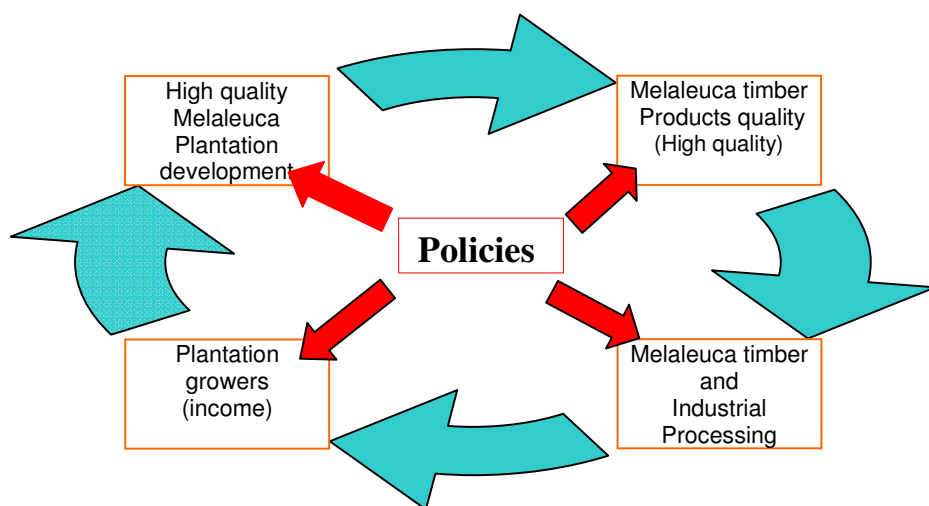 High quality
Melaleuca
Plantation
development
Melaleuca timber
Products quality
(High quality)
Policies
Plantation
growers
(income)
Melaleuca timber
and
Industrial
Processing